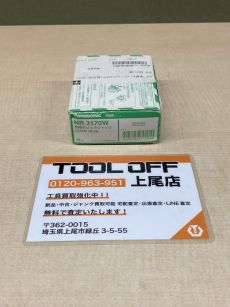 Panasonic
NR 3170W
TOOL OFF
0120-963-951 上尾店
工具買取強化中！！
新品・中古・ジャンク買取可能 宅配査定・出張査定・LINE査定
無料で査定いたします！
〒362-0015
埼玉県上尾市緑丘 3-5-55